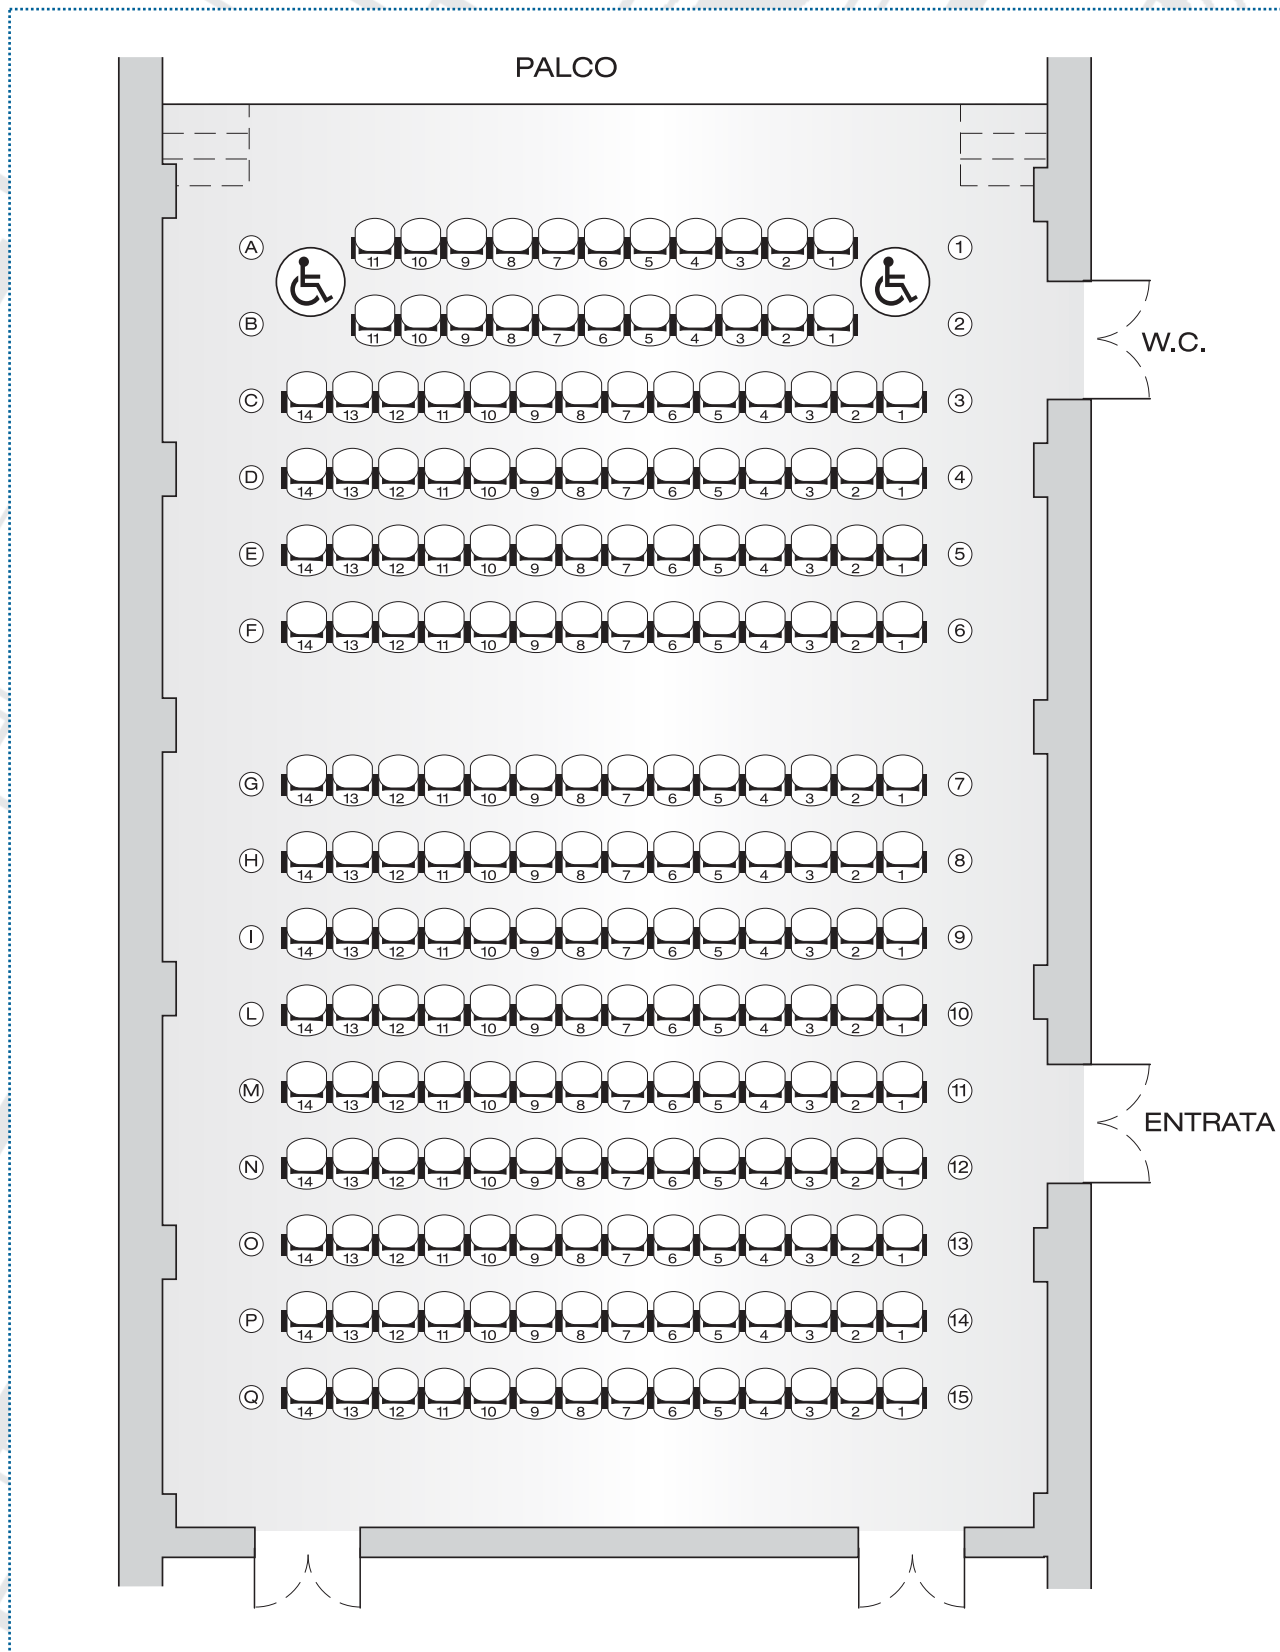 PALCO
A 11 10 9 8 7 6 5 4 3 2 1 1
B 11 10 9 8 7 6 5 4 3 2 1 2
W.C.
C 14 13 12 11 10 9 8 7 6 5 4 3 2 1 3
D 14 13 12 11 10 9 8 7 6 5 4 3 2 1 4
E 14 13 12 11 10 9 8 7 6 5 4 3 2 1 5
F 14 13 12 11 10 9 8 7 6 5 4 3 2 1 6
G 14 13 12 11 10 9 8 7 6 5 4 3 2 1 7
H 14 13 12 11 10 9 8 7 6 5 4 3 2 1 8
I 14 13 12 11 10 9 8 7 6 5 4 3 2 1 9
L 14 13 12 11 10 9 8 7 6 5 4 3 2 1 10
M 14 13 12 11 10 9 8 7 6 5 4 3 2 1 11
ENTRATA
N 14 13 12 11 10 9 8 7 6 5 4 3 2 1 12
O 14 13 12 11 10 9 8 7 6 5 4 3 2 1 13
P 14 13 12 11 10 9 8 7 6 5 4 3 2 1 14
Q 14 13 12 11 10 9 8 7 6 5 4 3 2 1 15